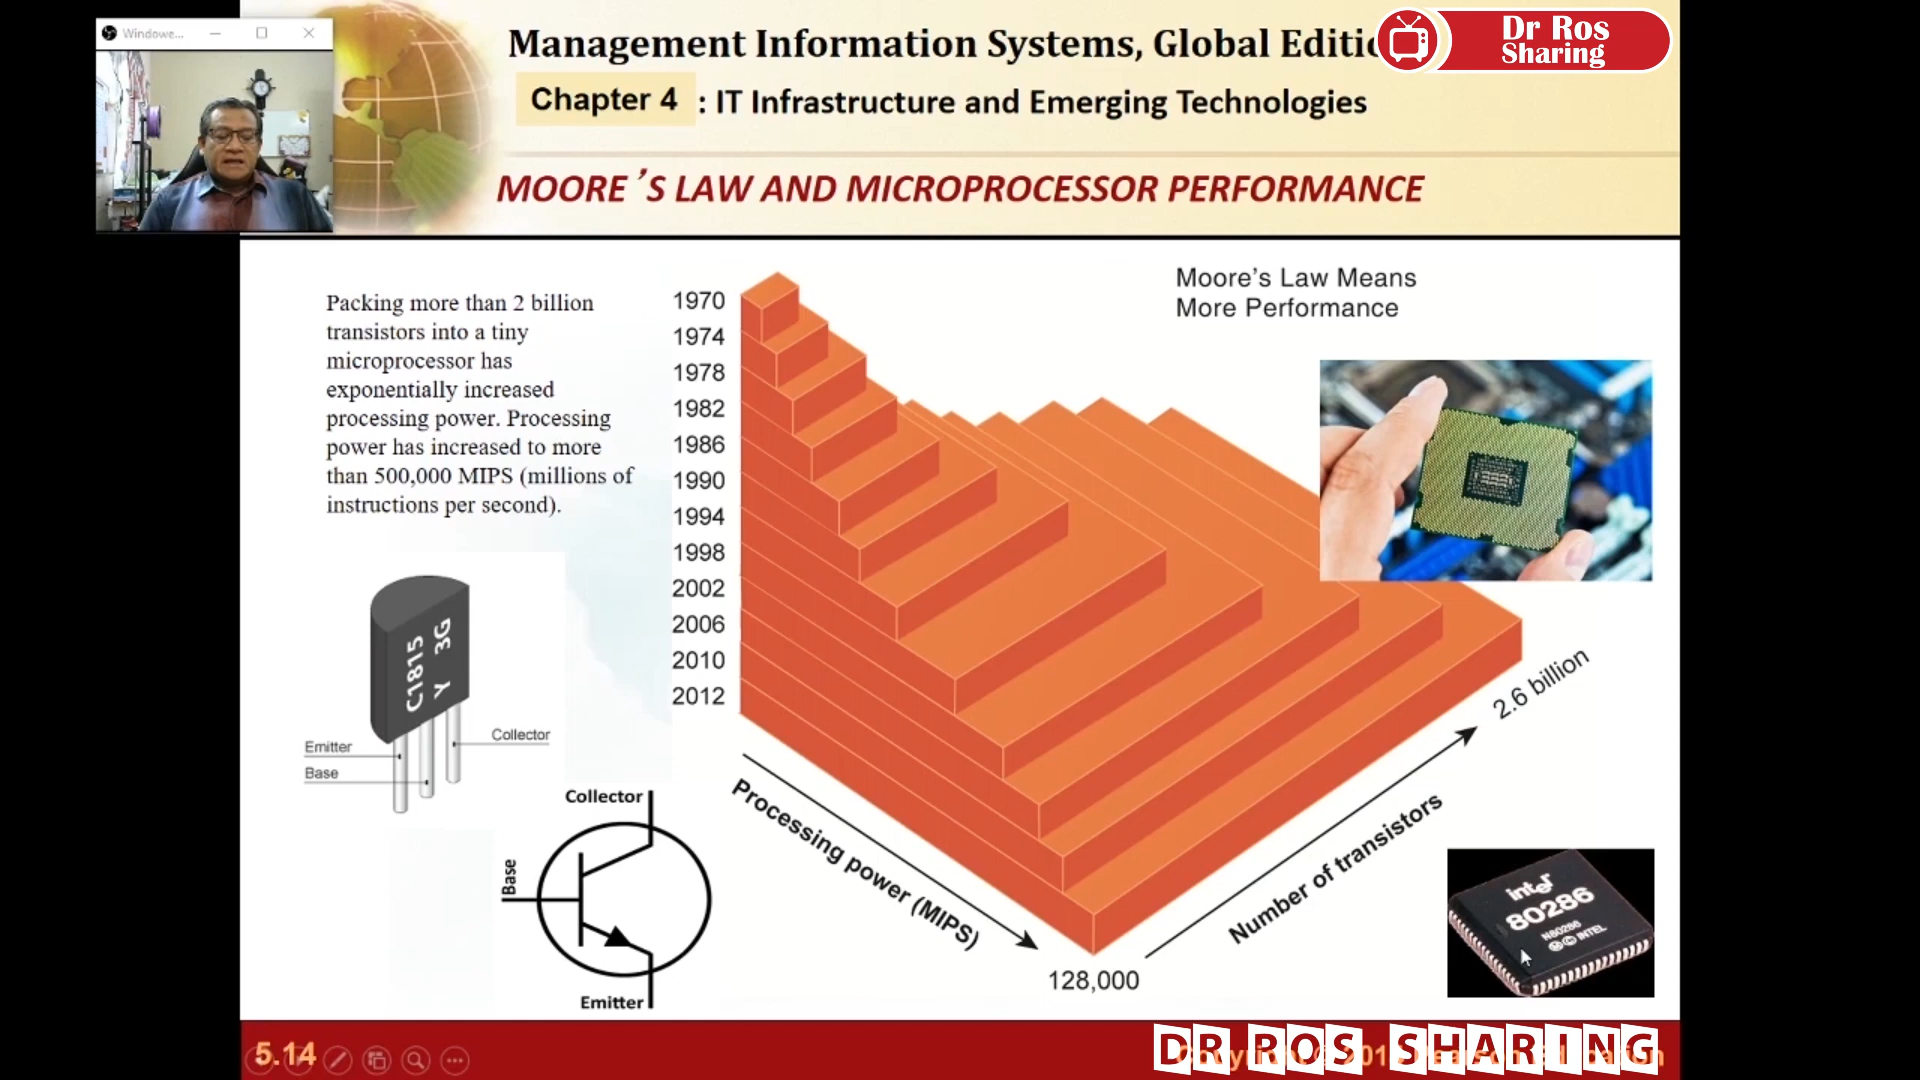 Windowe...
Management Information Systems, Global Editi
Dr Ros
Sharing
Chapter 4 : IT Infrastructure and Emerging Technologies
MOORE’S LAW AND MICROPROCESSOR PERFORMANCE
Packing more than 2 billion
transistors into a tiny
microprocessor has
exponentially increased
processing power. Processing
power has increased to more
than 500,000 MIPS (millions of
instructions per second).
1970
1974
1978
1982
1986
1990
1994
1998
2002
2006
2010
2012
Moore’s Law Means
More Performance
C1815
Y 3G
Emitter
Base
Collector
Collector
Base
Emitter
Processing power (MIPS)
128,000
Number of transistors
2.6 billion
intel
80286
N80286
Ⓜ © INTEL
5.14
DR ROS SHARING